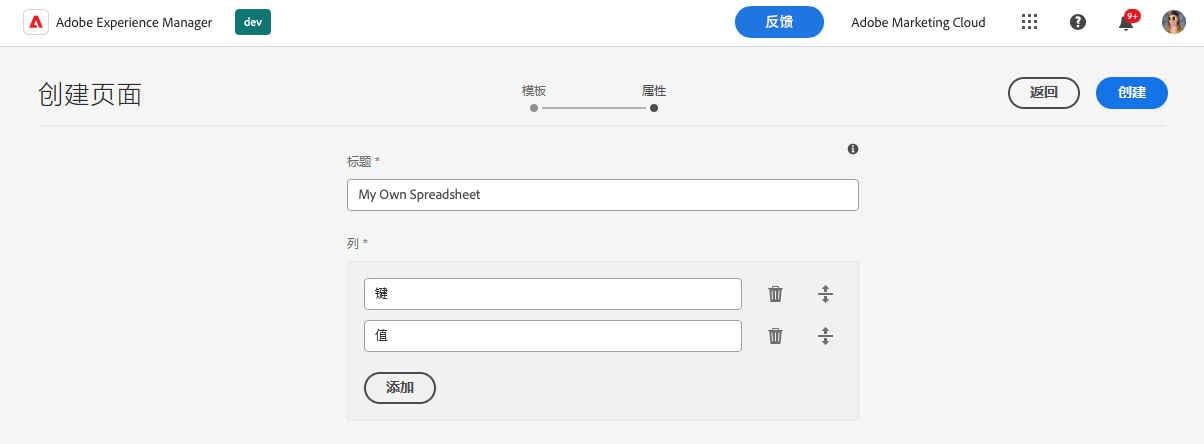 Adobe Experience Manager dev 反馈 Adobe Marketing Cloud 9+
创建页面 模板 属性 返回 创建
标题 *
My Own Spreadsheet
列 *
键
值
添加